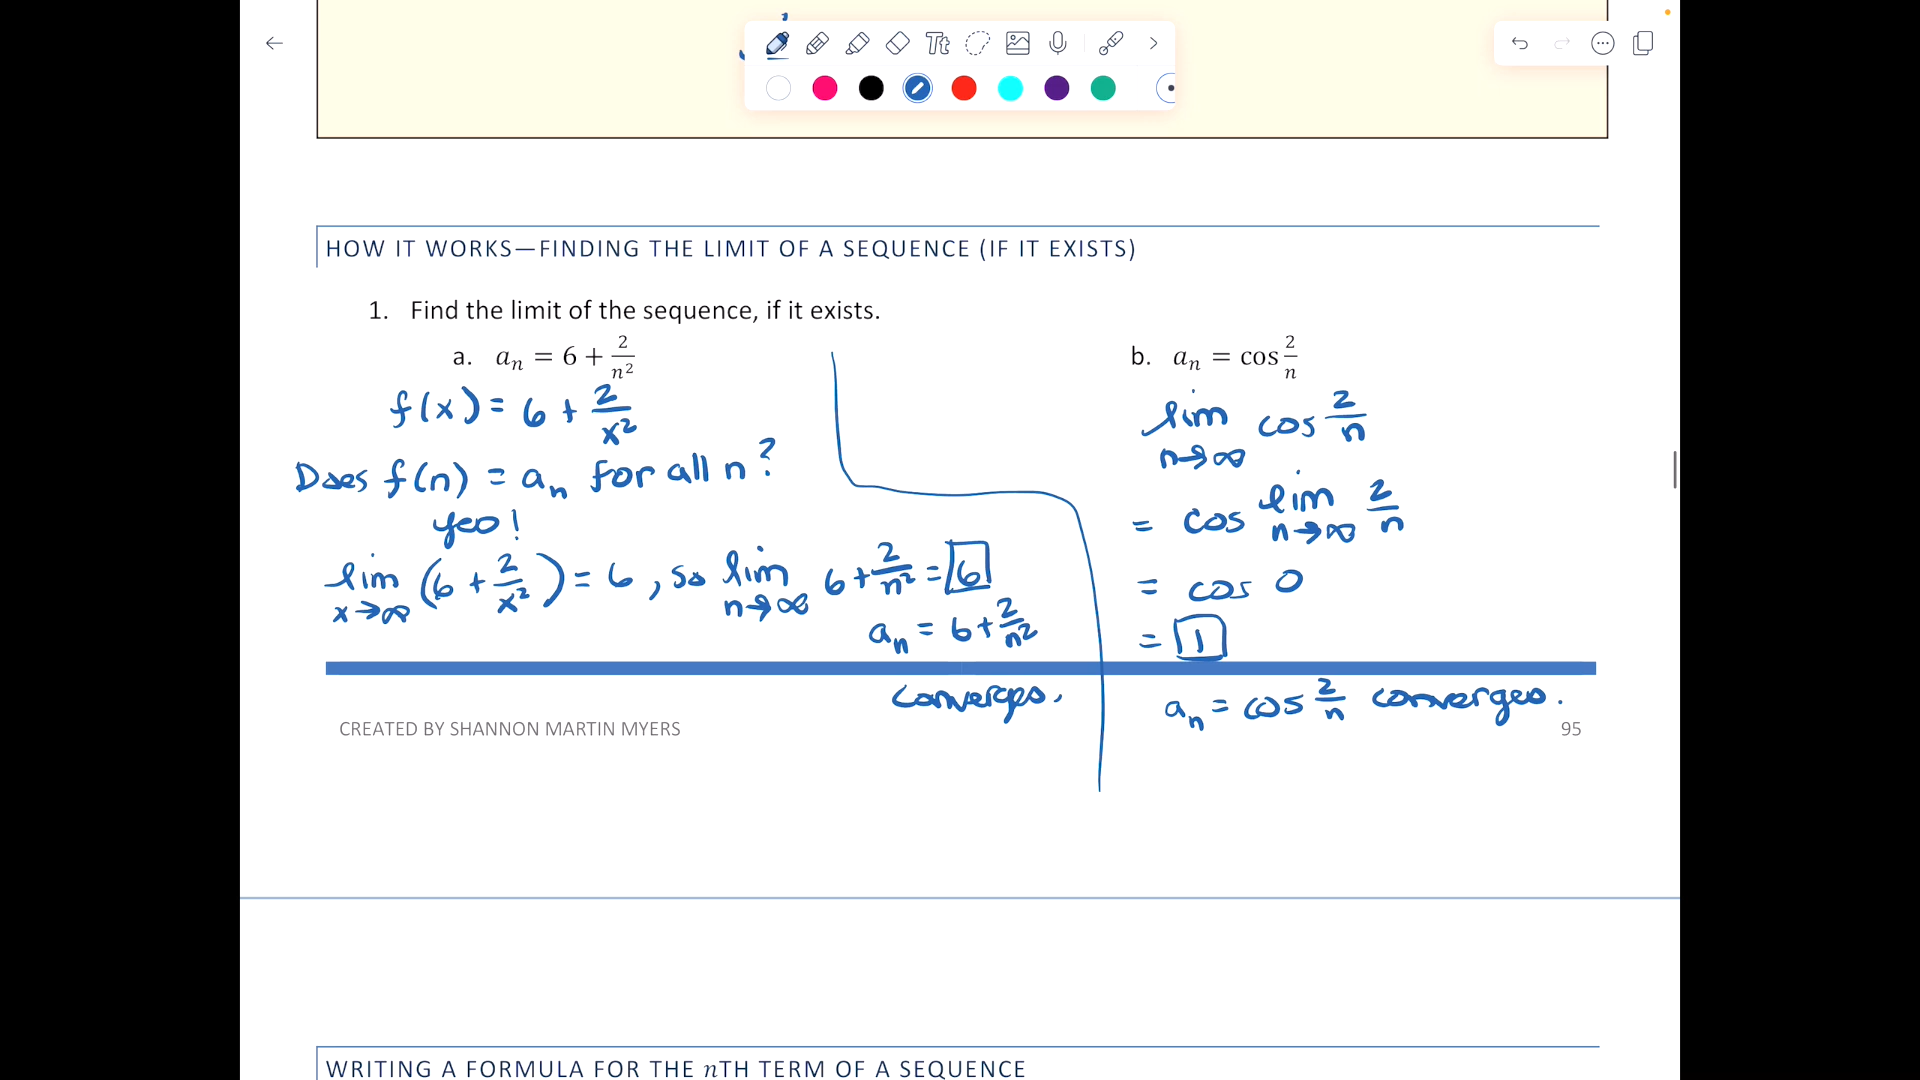 Tt
HOW IT WORKS—FINDING THE LIMIT OF A SEQUENCE (IF IT EXISTS)
1. Find the limit of the sequence, if it exists.
a. aₙ = 6 + 2/n²
f(x) = 6 + 2/x²
Does f(n) = aₙ for all n?
yes!
lim x→∞ (6 + 2/x²) = 6, so lim n→∞ 6 + 2/n² = 6
aₙ = 6 + 2/n²
converges.
b. aₙ = cos 2/n
lim n→∞ cos 2/n
= cos lim n→∞ 2/n
= cos 0
= 1
aₙ = cos 2/n converges.
CREATED BY SHANNON MARTIN MYERS
95
WRITING A FORMULA FOR THE nTH TERM OF A SEQUENCE